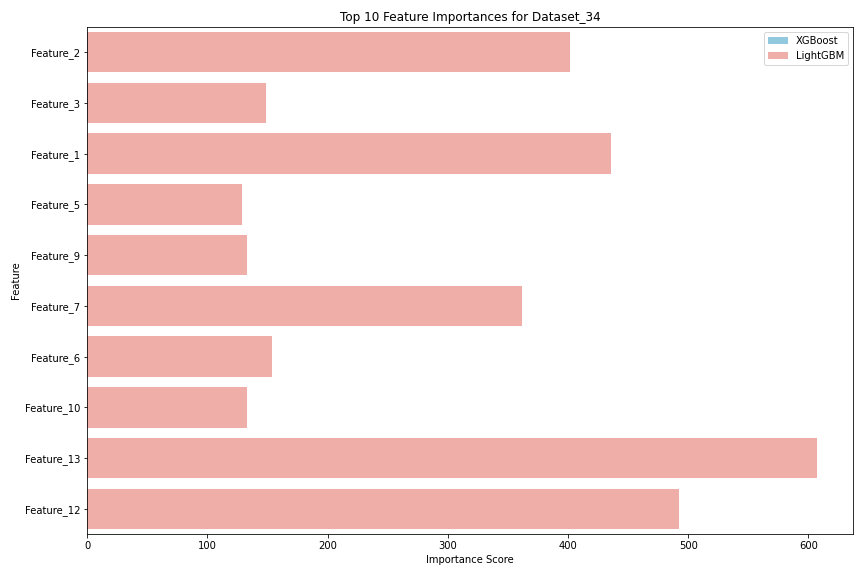 Top 10 Feature Importances for Dataset_34
XGBoost
LightGBM
Feature_2
Feature_3
Feature_1
Feature_5
Feature_9
Feature_7
Feature_6
Feature_10
Feature_13
Feature_12
Feature
0 100 200 300 400 500 600
Importance Score